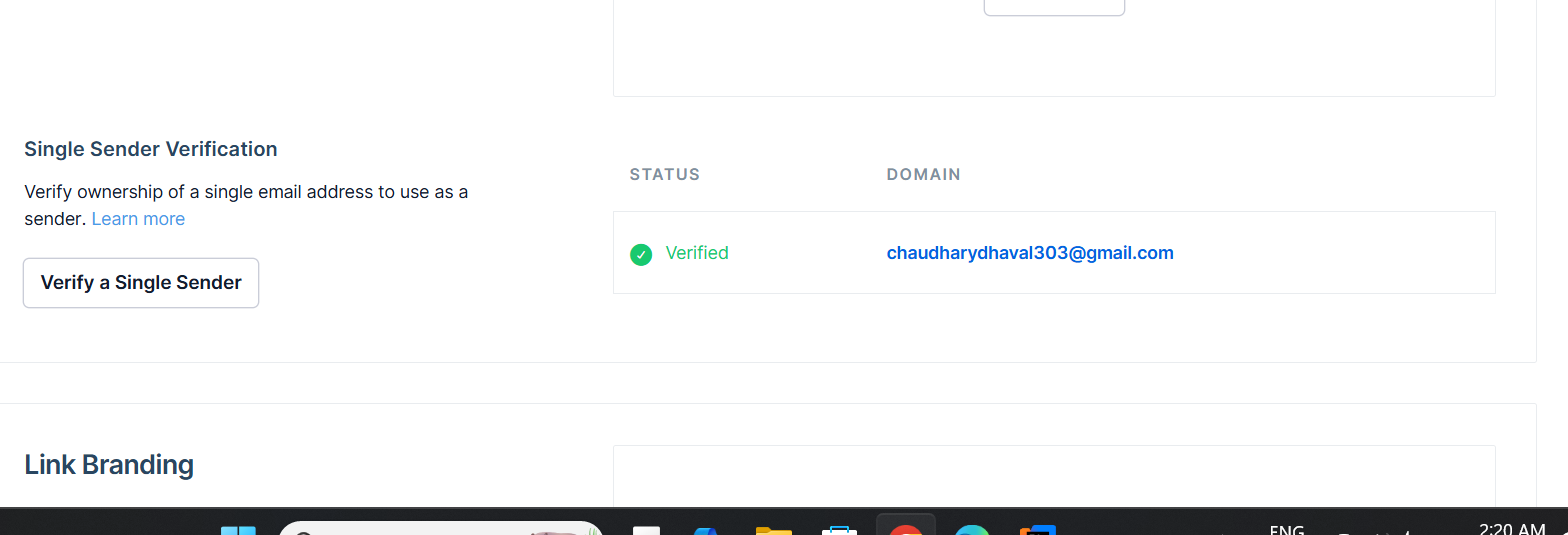 Single Sender Verification
Verify ownership of a single email address to use as a
sender. Learn more
Verify a Single Sender
STATUS
DOMAIN
Verified
chaudharydhaval303@gmail.com
Link Branding
ENG
2:20 AM